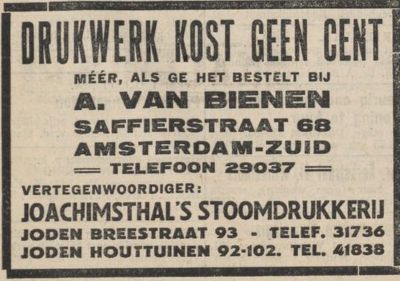 DRUKWERK KOST GEEN CENT
MÉÉR, ALS GE HET BESTELT BIJ
A. VAN BIENEN
SAFFIERSTRAAT 68
AMSTERDAM-ZUID
TELEFOON 29037
VERTEGENWOORDIGER:
JOACHIMSTHAL'S STOOMDRUKKERIJ
JODEN BREESTRAAT 93 - TELEF. 31736
JODEN HOUTTUINEN 92-102. TEL. 41838